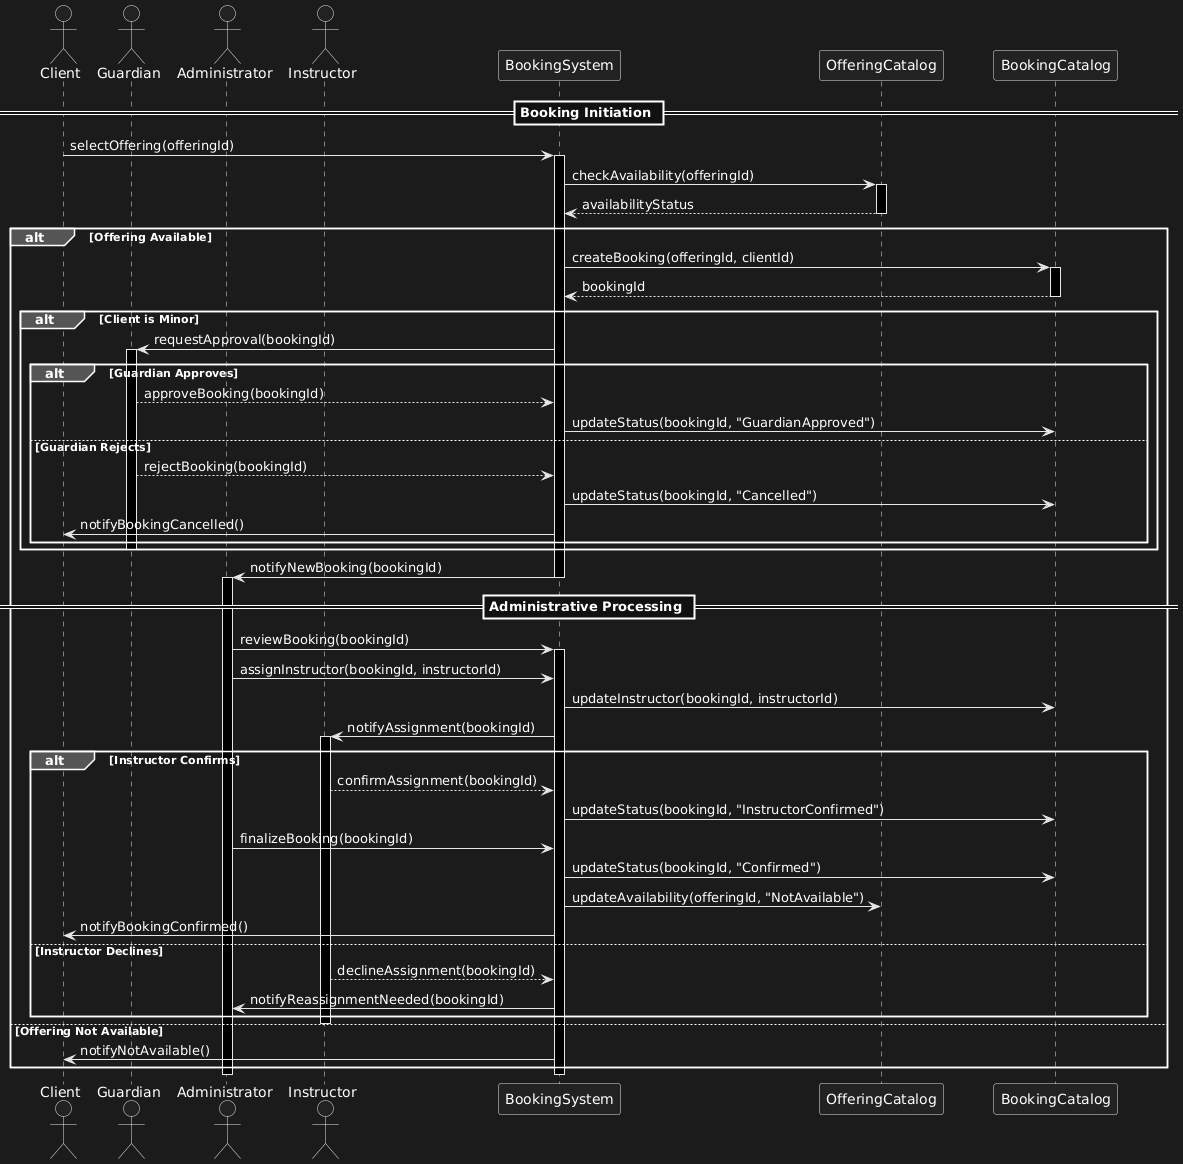 Client Guardian Administrator Instructor BookingSystem OfferingCatalog BookingCatalog
Booking Initiation
selectOffering(offeringId)
checkAvailability(offeringId)
availabilityStatus
alt [Offering Available]
createBooking(offeringId, clientId)
bookingId
alt [Client is Minor]
requestApproval(bookingId)
alt [Guardian Approves]
approveBooking(bookingId)
updateStatus(bookingId, "GuardianApproved")
[Guardian Rejects]
rejectBooking(bookingId)
updateStatus(bookingId, "Cancelled")
notifyBookingCancelled()
notifyNewBooking(bookingId)
Administrative Processing
reviewBooking(bookingId)
assignInstructor(bookingId, instructorId)
updateInstructor(bookingId, instructorId)
notifyAssignment(bookingId)
alt [Instructor Confirms]
confirmAssignment(bookingId)
updateStatus(bookingId, "InstructorConfirmed")
finalizeBooking(bookingId)
updateStatus(bookingId, "Confirmed")
updateAvailability(offeringId, "NotAvailable")
notifyBookingConfirmed()
[Instructor Declines]
declineAssignment(bookingId)
notifyReassignmentNeeded(bookingId)
[Offering Not Available]
notifyNotAvailable()
Client Guardian Administrator Instructor BookingSystem OfferingCatalog BookingCatalog